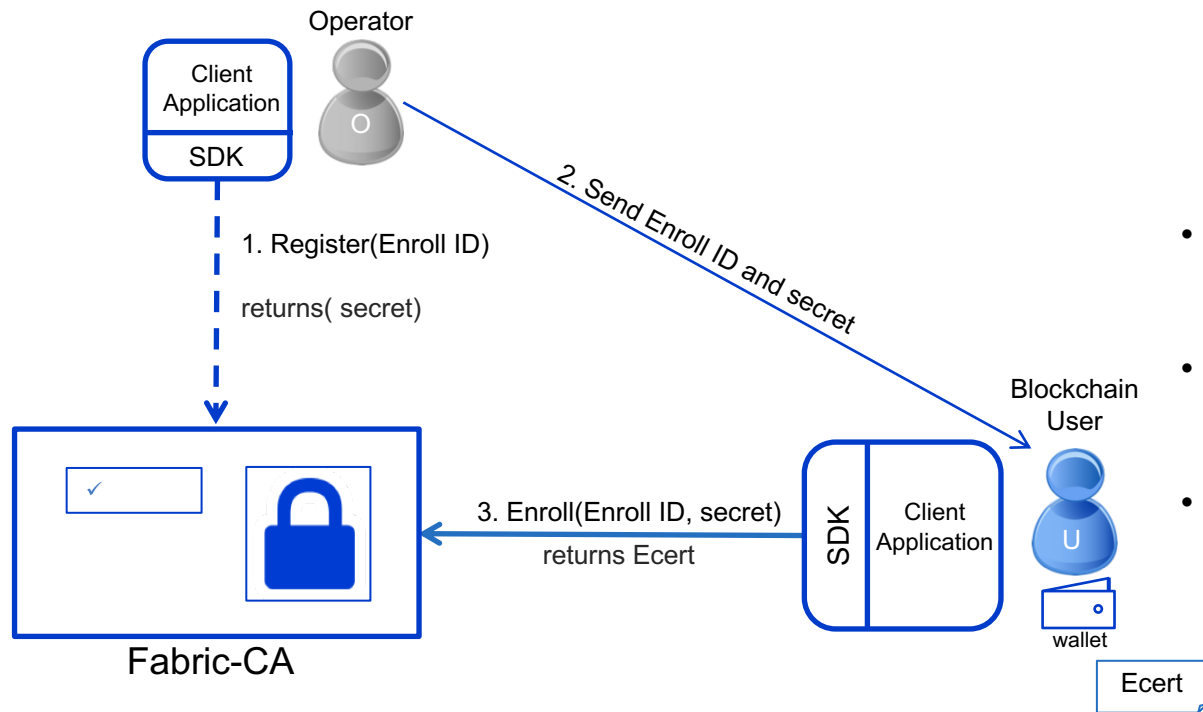 Operator
Client
Application
SDK
O
2. Send Enroll ID and secret
1. Register(Enroll ID)
returns( secret)
Blockchain
User
✓
3. Enroll(Enroll ID, secret)
returns Ecert
SDK
Client
Application
U
wallet
Fabric-CA
Ecert